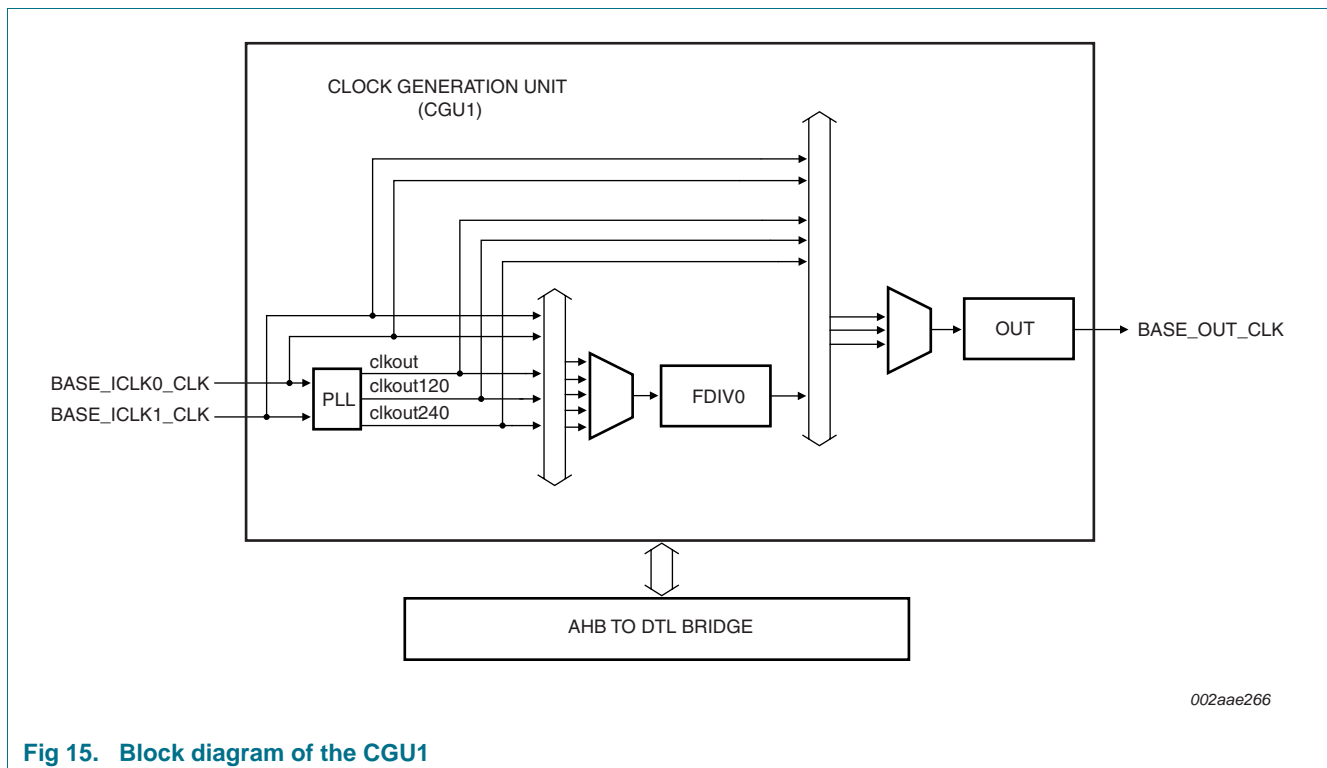 CLOCK GENERATION UNIT
(CGU1)
BASE_ICLK0_CLK
BASE_ICLK1_CLK
PLL
clkout
clkout120
clkout240
FDIV0
OUT
BASE_OUT_CLK
AHB TO DTL BRIDGE
002aae266
Fig 15. Block diagram of the CGU1